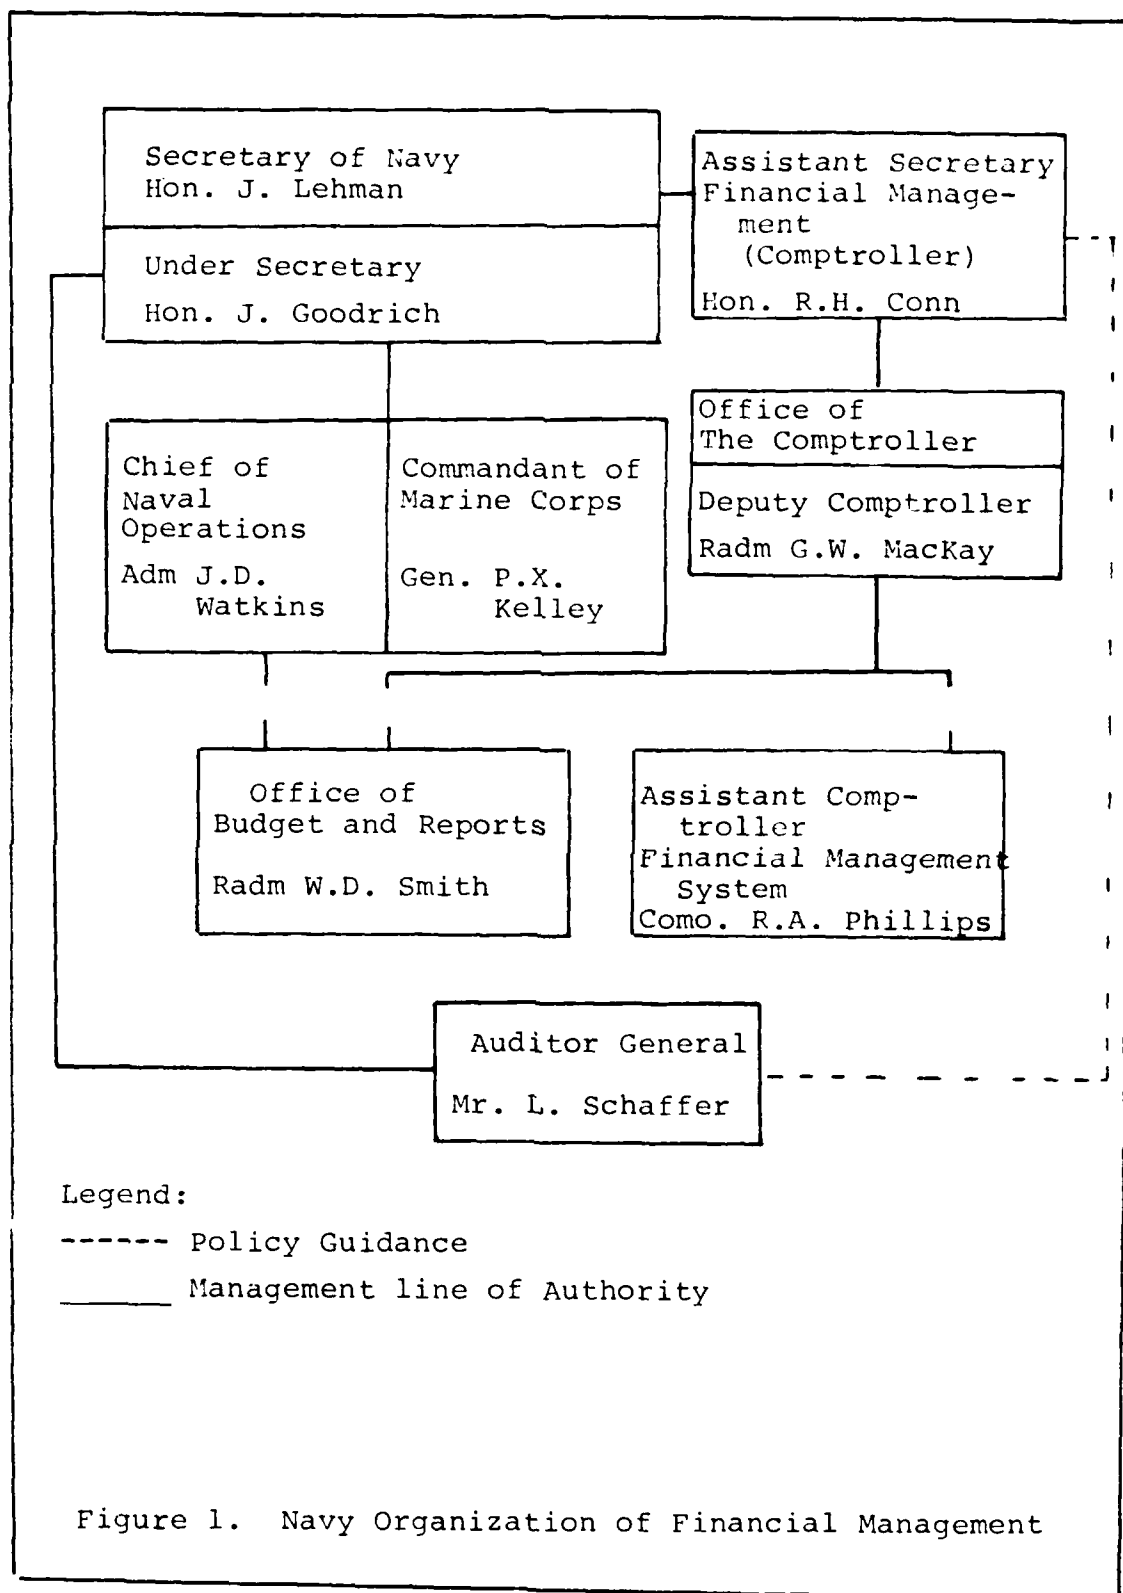 Secretary of Navy
Hon. J. Lehman
Under Secretary
Hon. J. Goodrich
Assistant Secretary
Financial Manage-
ment
(Comptroller)
Hon. R.H. Conn
Chief of
Naval
Operations
Adm J.D.
Watkins
Commandant of
Marine Corps
Gen. P.X.
Kelley
Office of
The Comptroller
Deputy Comptroller
Radm G.W. MacKay
Office of
Budget and Reports
Radm W.D. Smith
Assistant Comp-
troller
Financial Management
System
Como. R.A. Phillips
Auditor General
Mr. L. Schaffer
Legend:
------ Policy Guidance
______ Management line of Authority
Figure 1. Navy Organization of Financial Management